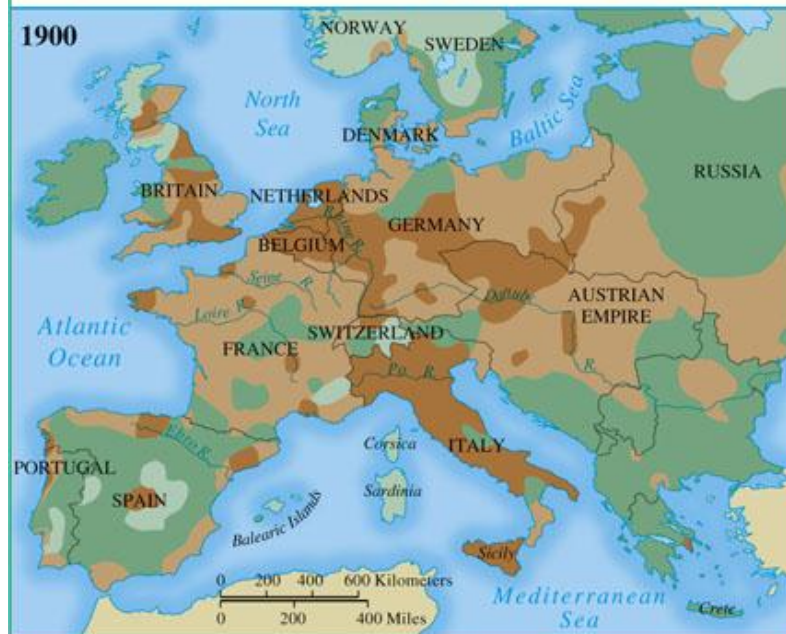 1900
NORWAY
SWEDEN
North
Sea
Baltic Sea
DENMARK
RUSSIA
BRITAIN
NETHERLANDS
GERMANY
Rhine R.
BELGIUM
Seine
R.
Loire R.
Danube
R.
AUSTRIAN
EMPIRE
Atlantic
Ocean
SWITZERLAND
FRANCE
Po R.
Ebro R.
Corsica
ITALY
PORTUGAL
SPAIN
Sardinia
Balearic Islands
Sicily
0 200 400 600 Kilometers
0 200 400 Miles
Mediterranean
Sea
Crete